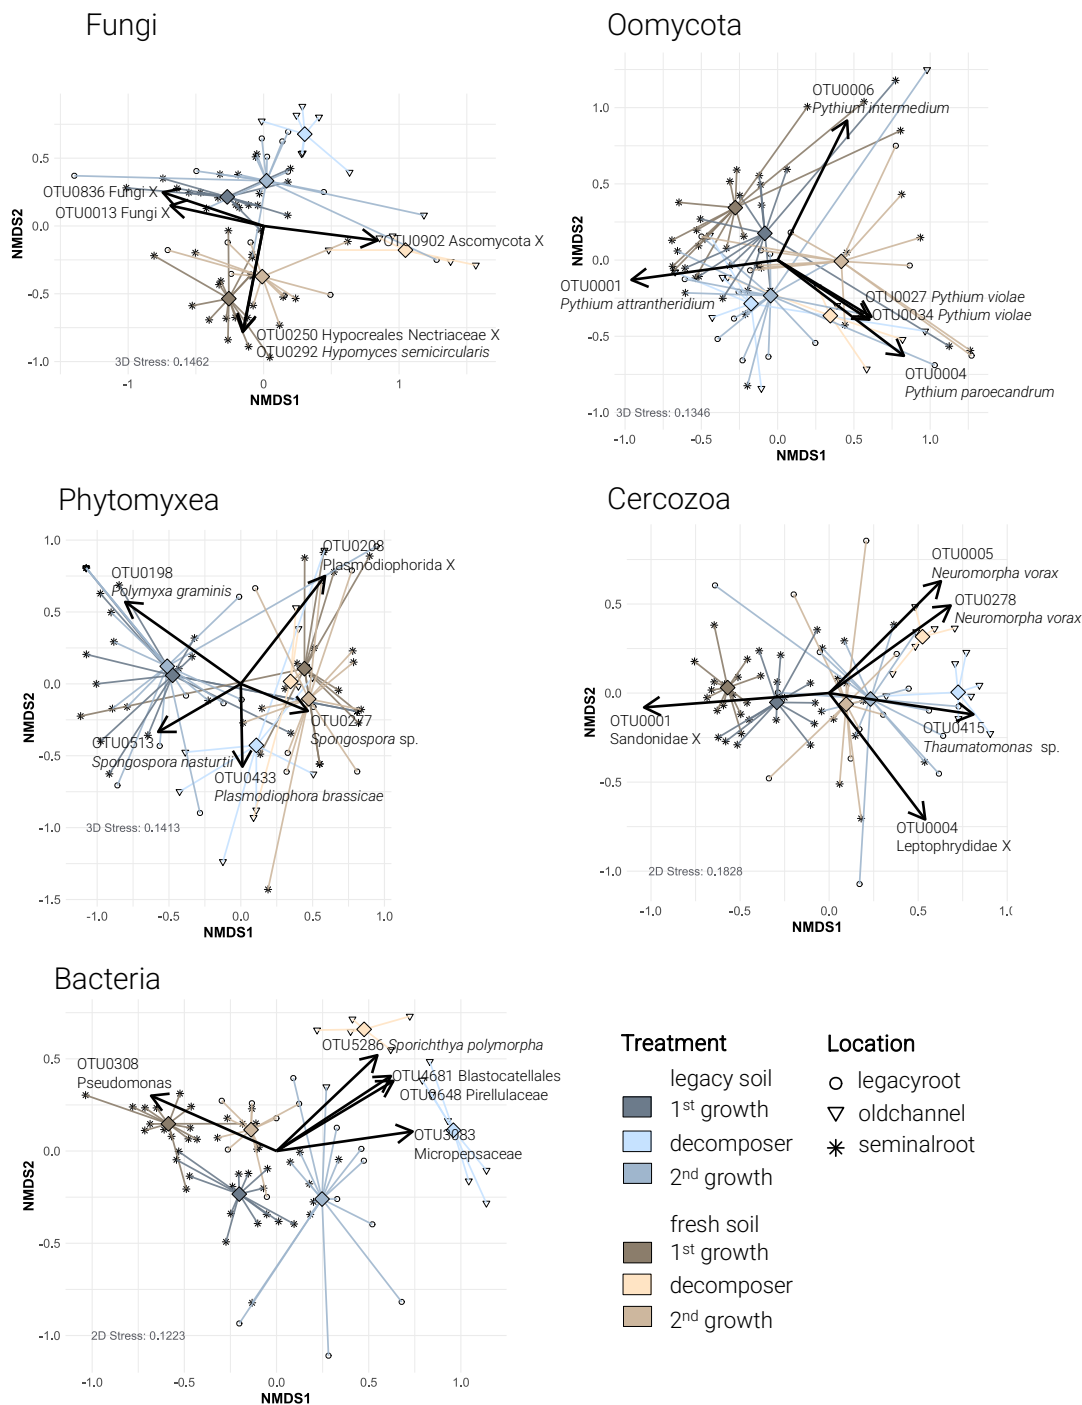 Fungi
OTU0836 Fungi X
OTU0013 Fungi X
OTU0902 Ascomycota X
OTU0250 Hypocreales Nectriaceae X
OTU0292 Hypomyces semicircularis
3D Stress: 0.1462
0.5
0.0
-0.5
-1.0
-1
0
1
NMDS2
NMDS1
Oomycota
OTU0006
Pythium intermedium
OTU0001
Pythium attrantheridium
OTU0027 Pythium violae
OTU0034 Pythium violae
OTU0004
Pythium paroecandrum
3D Stress: 0.1346
1.0
0.5
0.0
-0.5
-1.0
-1.0
-0.5
0.0
0.5
1.0
NMDS2
NMDS1
Phytomyxea
OTU0208
Plasmodiophorida X
OTU0198
Polymyxa graminis
OTU0277
Spongospora sp.
OTU0513
Spongospora nasturtii
OTU0433
Plasmodiophora brassicae
3D Stress: 0.1413
1.0
0.5
0.0
-0.5
-1.0
-1.5
-1.0
-0.5
0.0
0.5
1.0
NMDS2
NMDS1
Cercozoa
OTU0005
Neuromorpha vorax
OTU0278
Neuromorpha vorax
OTU0001
Sandonidae X
OTU0415
Thaumatomonas sp.
OTU0004
Leptophrydidae X
2D Stress: 0.1828
0.5
0.0
-0.5
-1.0
-1.0
-0.5
0.0
0.5
1.0
NMDS2
NMDS1
Bacteria
OTU5286 Sporichthya polymorpha
OTU0308
Pseudomonas
OTU4681 Blastocatellales
OTU0648 Pirellulaceae
OTU3083
Micropepsaceae
2D Stress: 0.1223
0.5
0.0
-0.5
-1.0
-1.0
-0.5
0.0
0.5
1.0
NMDS2
NMDS1
Treatment
legacy soil
1st growth
decomposer
2nd growth
fresh soil
1st growth
decomposer
2nd growth
Location
legacyroot
oldchannel
seminalroot